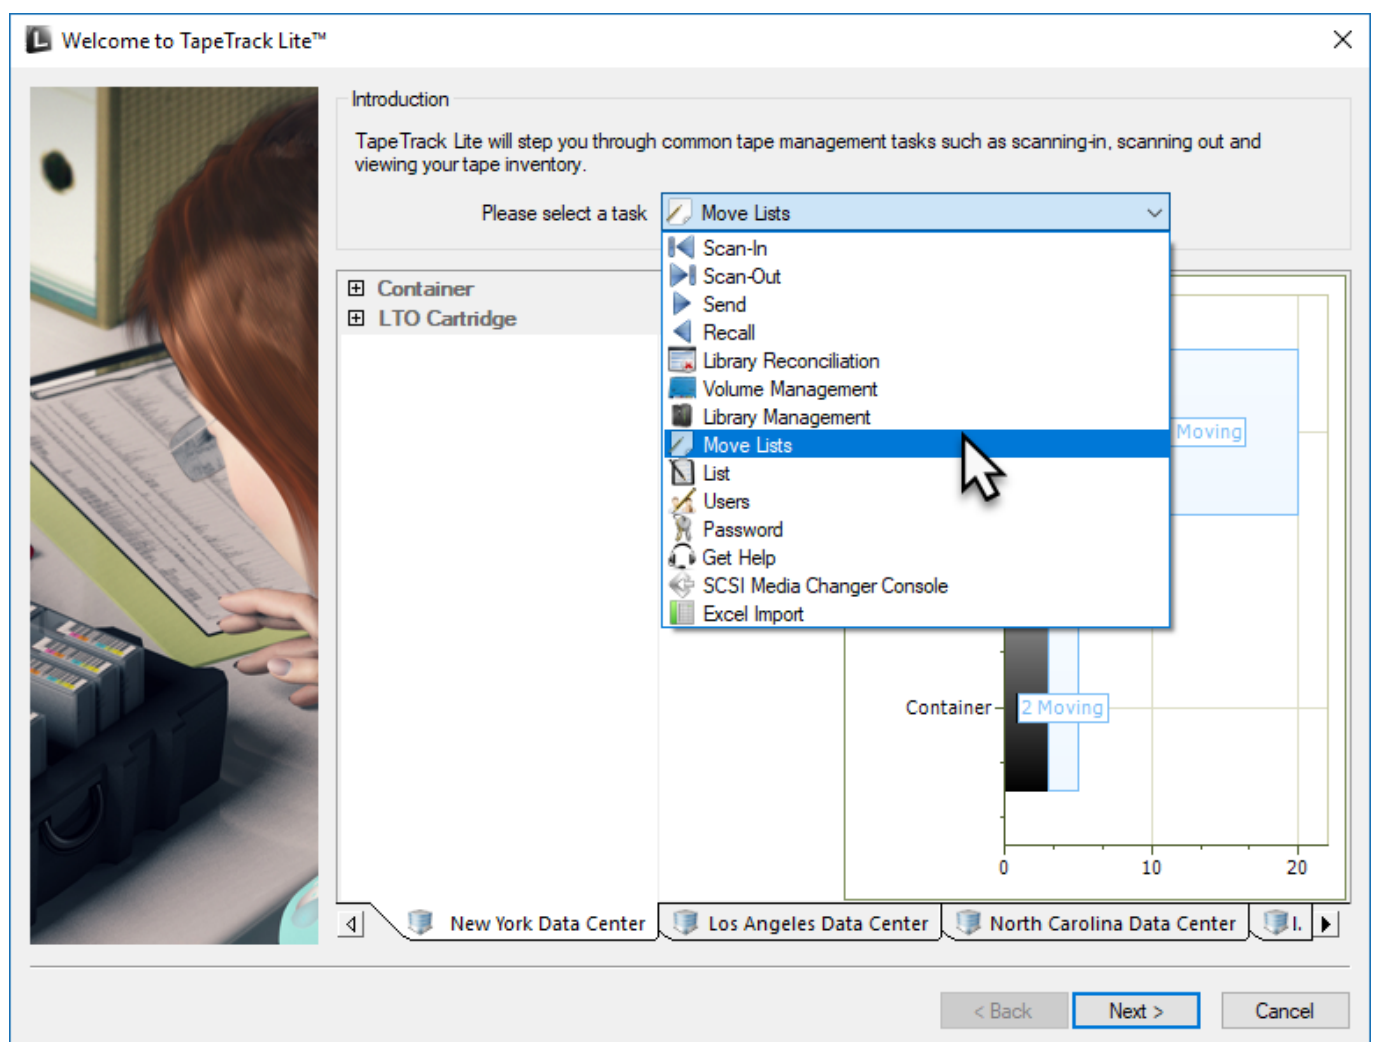 Welcome to TapeTrack Lite™
Introduction
TapeTrack Lite will step you through common tape management tasks such as scanning-in, scanning out and
viewing your tape inventory.
Please select a task
Move Lists
Scan-In
Scan-Out
Send
Recall
Library Reconciliation
Volume Management
Library Management
Move Lists
List
Users
Password
Get Help
SCSI Media Changer Console
Excel Import
Container
LTO Cartridge
Moving
Container
2 Moving
0 10 20
New York Data Center
Los Angeles Data Center
North Carolina Data Center
I.
< Back
Next >
Cancel